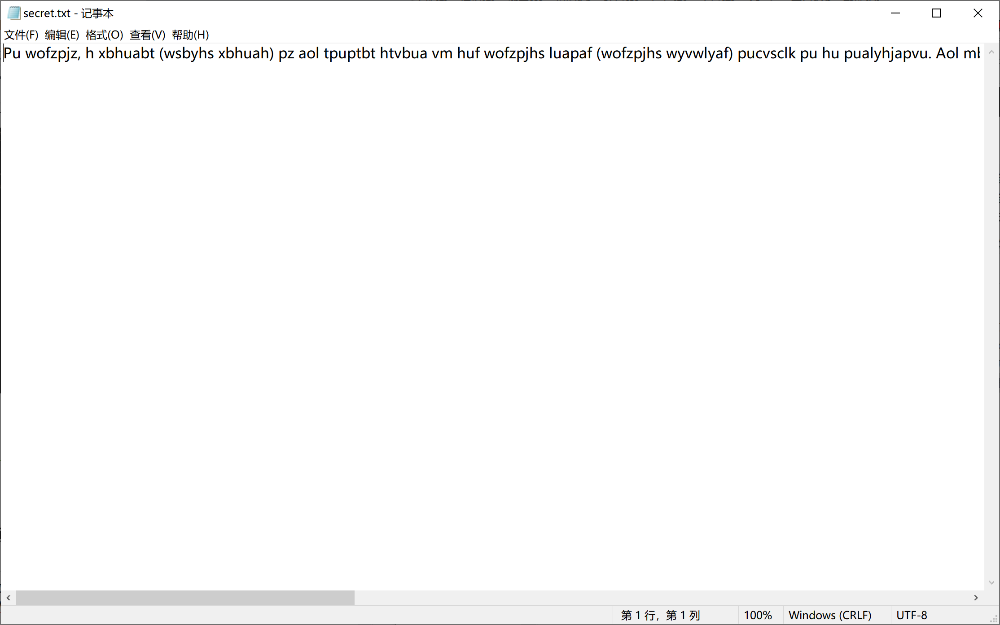 secret.txt - 记事本
文件(F) 编辑(E) 格式(O) 查看(V) 帮助(H)
Pu wofzpjz, h xbhuabt (wsbyhs xbhuah) pz aol tpuptbt htvbua vm huf wofzpjhs luapaf (wofzpjhs wyvwlyaf) pucvsclk pu hu pualyhjapvu. Aol
第 1 行，第 1 列 100% Windows (CRLF) UTF-8